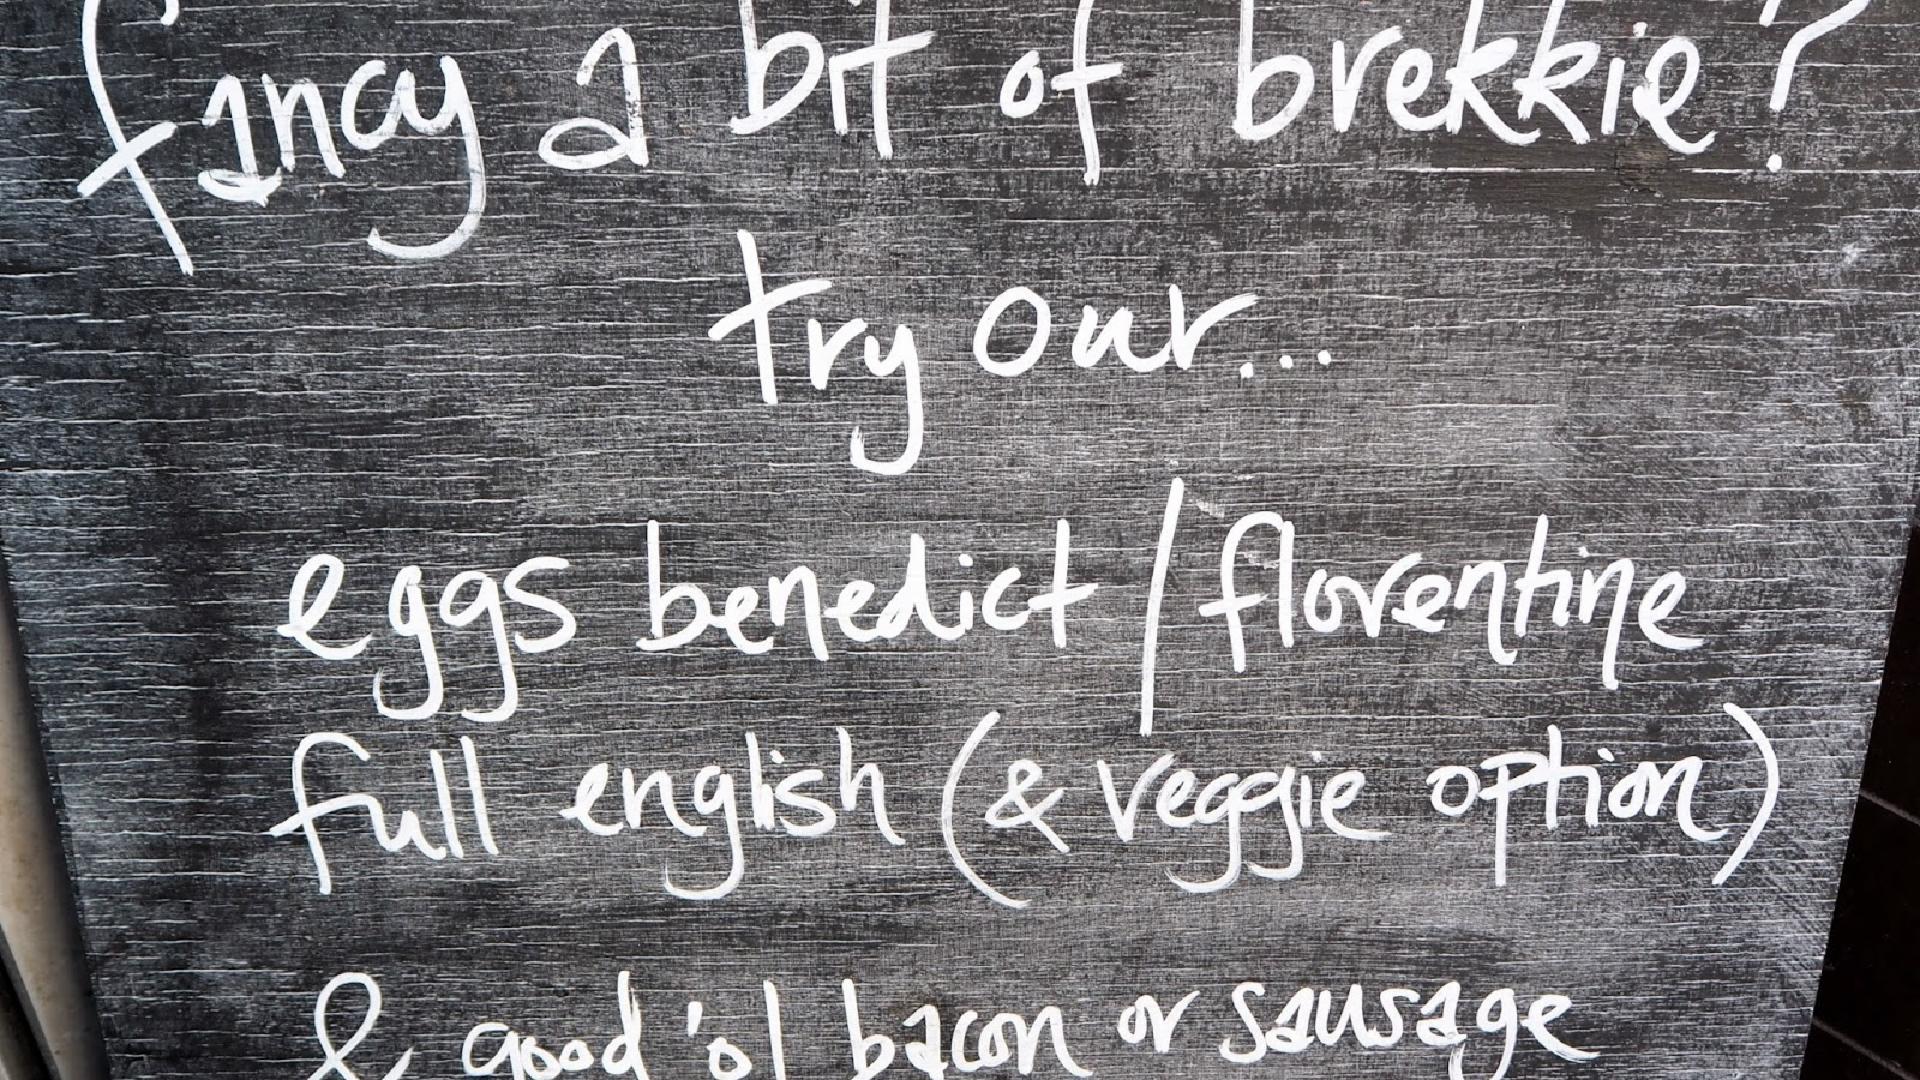 fancy a bit of brekkie?
try our...
eggs benedict / florentine
full english (& veggie option)
& good 'ol bacon or sausage